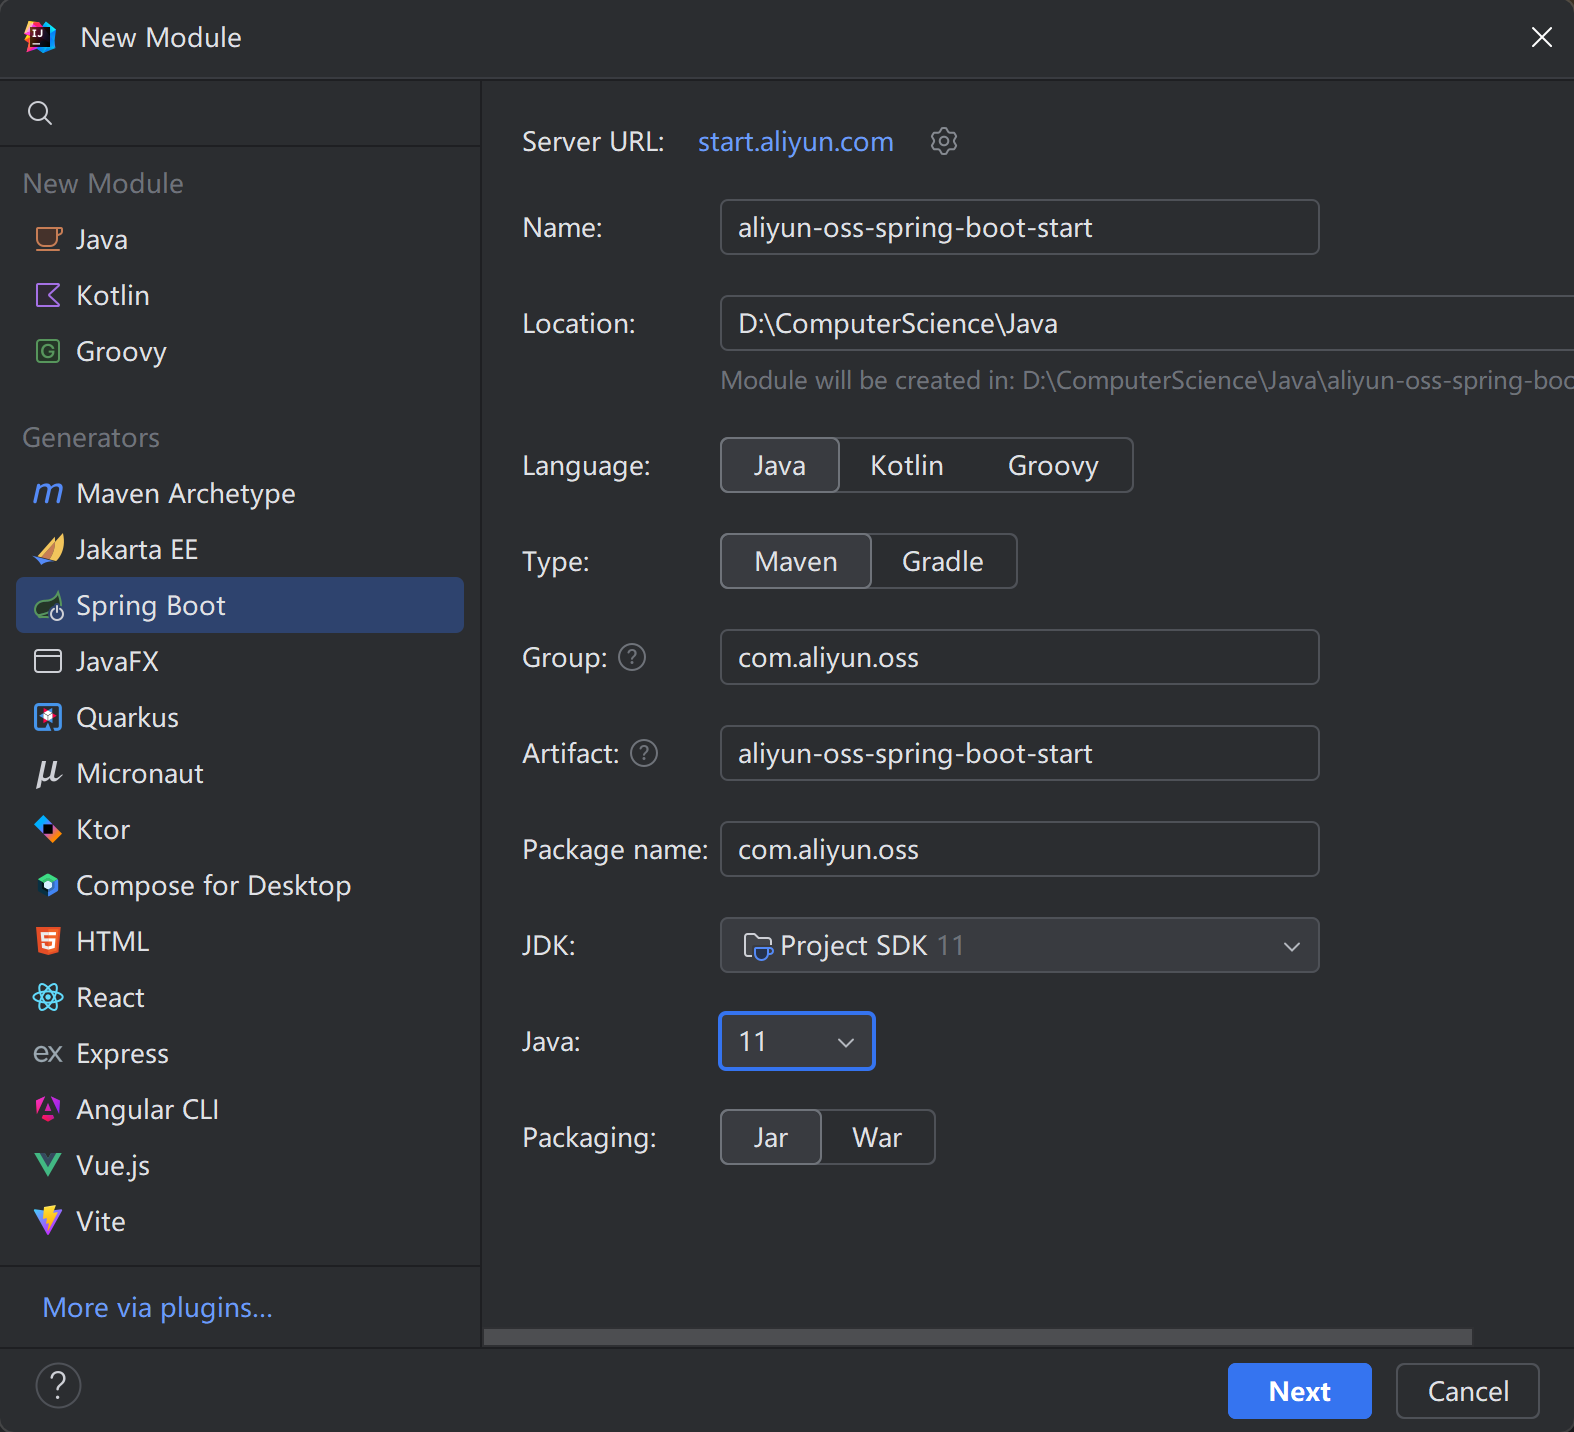 New Module
New Module
Java
Kotlin
Groovy
Generators
Maven Archetype
Jakarta EE
Spring Boot
JavaFX
Quarkus
Micronaut
Ktor
Compose for Desktop
HTML
React
Express
Angular CLI
Vue.js
Vite
More via plugins...
Server URL: start.aliyun.com
Name: aliyun-oss-spring-boot-start
Location: D:\ComputerScience\Java
Module will be created in: D:\ComputerScience\Java\aliyun-oss-spring-boo
Language: Java Kotlin Groovy
Type: Maven Gradle
Group: ? com.aliyun.oss
Artifact: ? aliyun-oss-spring-boot-start
Package name: com.aliyun.oss
JDK: Project SDK 11
Java: 11
Packaging: Jar War
? Next Cancel